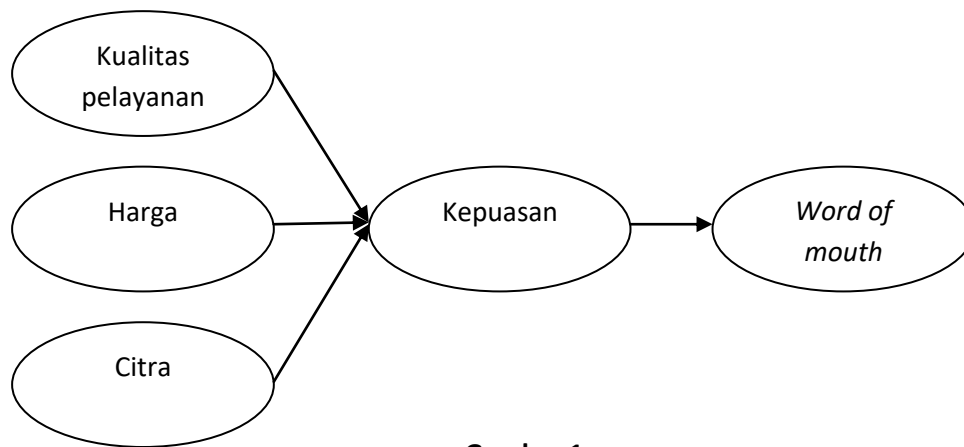 Kualitas
pelayanan
Harga
Kepuasan
Word of
mouth
Citra